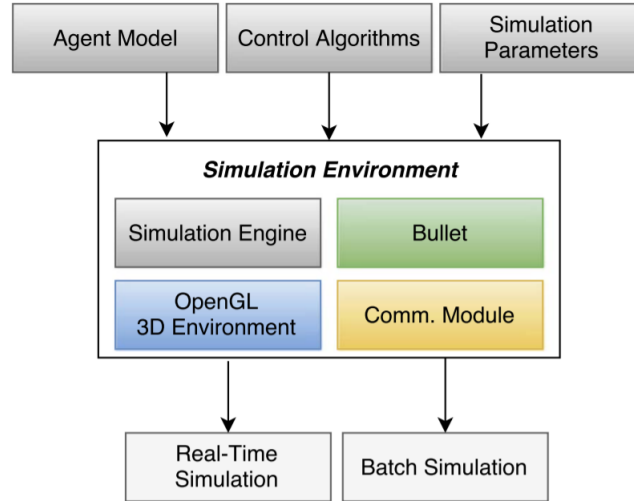 Agent Model
Control Algorithms
Simulation
Parameters
Simulation Environment
Simulation Engine
Bullet
OpenGL
3D Environment
Comm. Module
Real-Time
Simulation
Batch Simulation